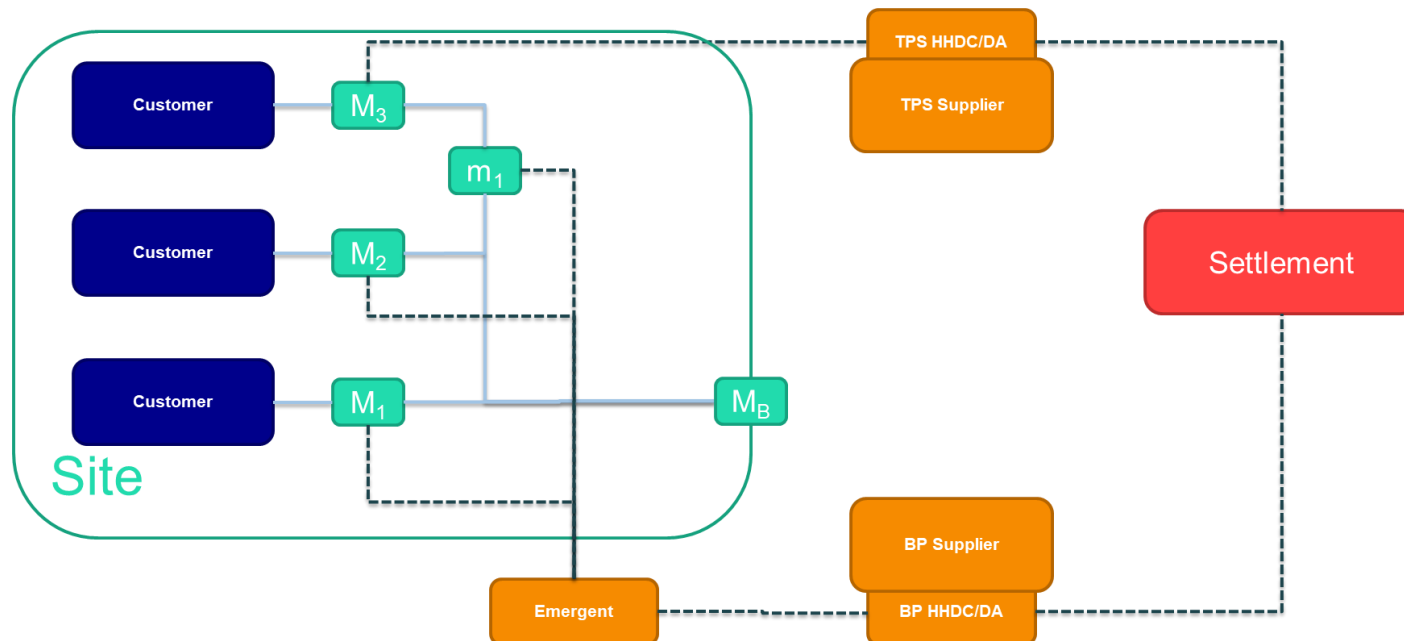 TPS HHDC/DA
Customer
M₃
TPS Supplier
m₁
Customer
M₂
Settlement
Customer
M₁
M_B
Site
BP Supplier
Emergent
BP HHDC/DA